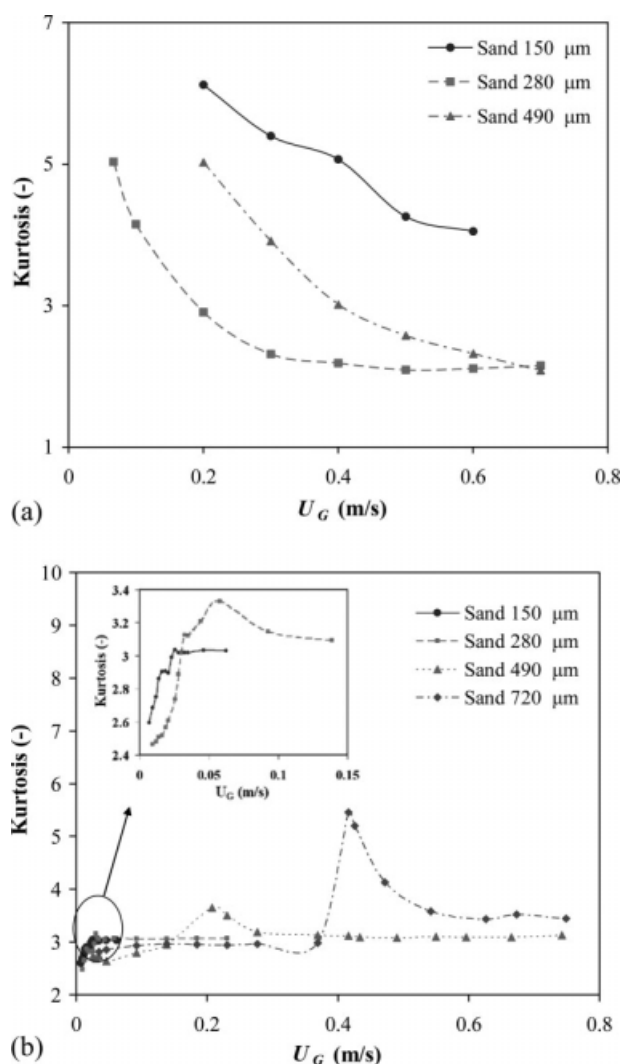 7
5
3
1
Kurtosis (-)
Sand 150 μm
Sand 280 μm
Sand 490 μm
0 0.2 0.4 0.6 0.8
(a)
U_G (m/s)
10
9
8
7
6
5
4
3
2
Kurtosis (-)
3.4
3.2
3
2.8
2.6
2.4
Kurtosis (-)
0 0.05 0.1 0.15
U_G (m/s)
Sand 150 μm
Sand 280 μm
Sand 490 μm
Sand 720 μm
0 0.2 0.4 0.6 0.8
(b)
U_G (m/s)